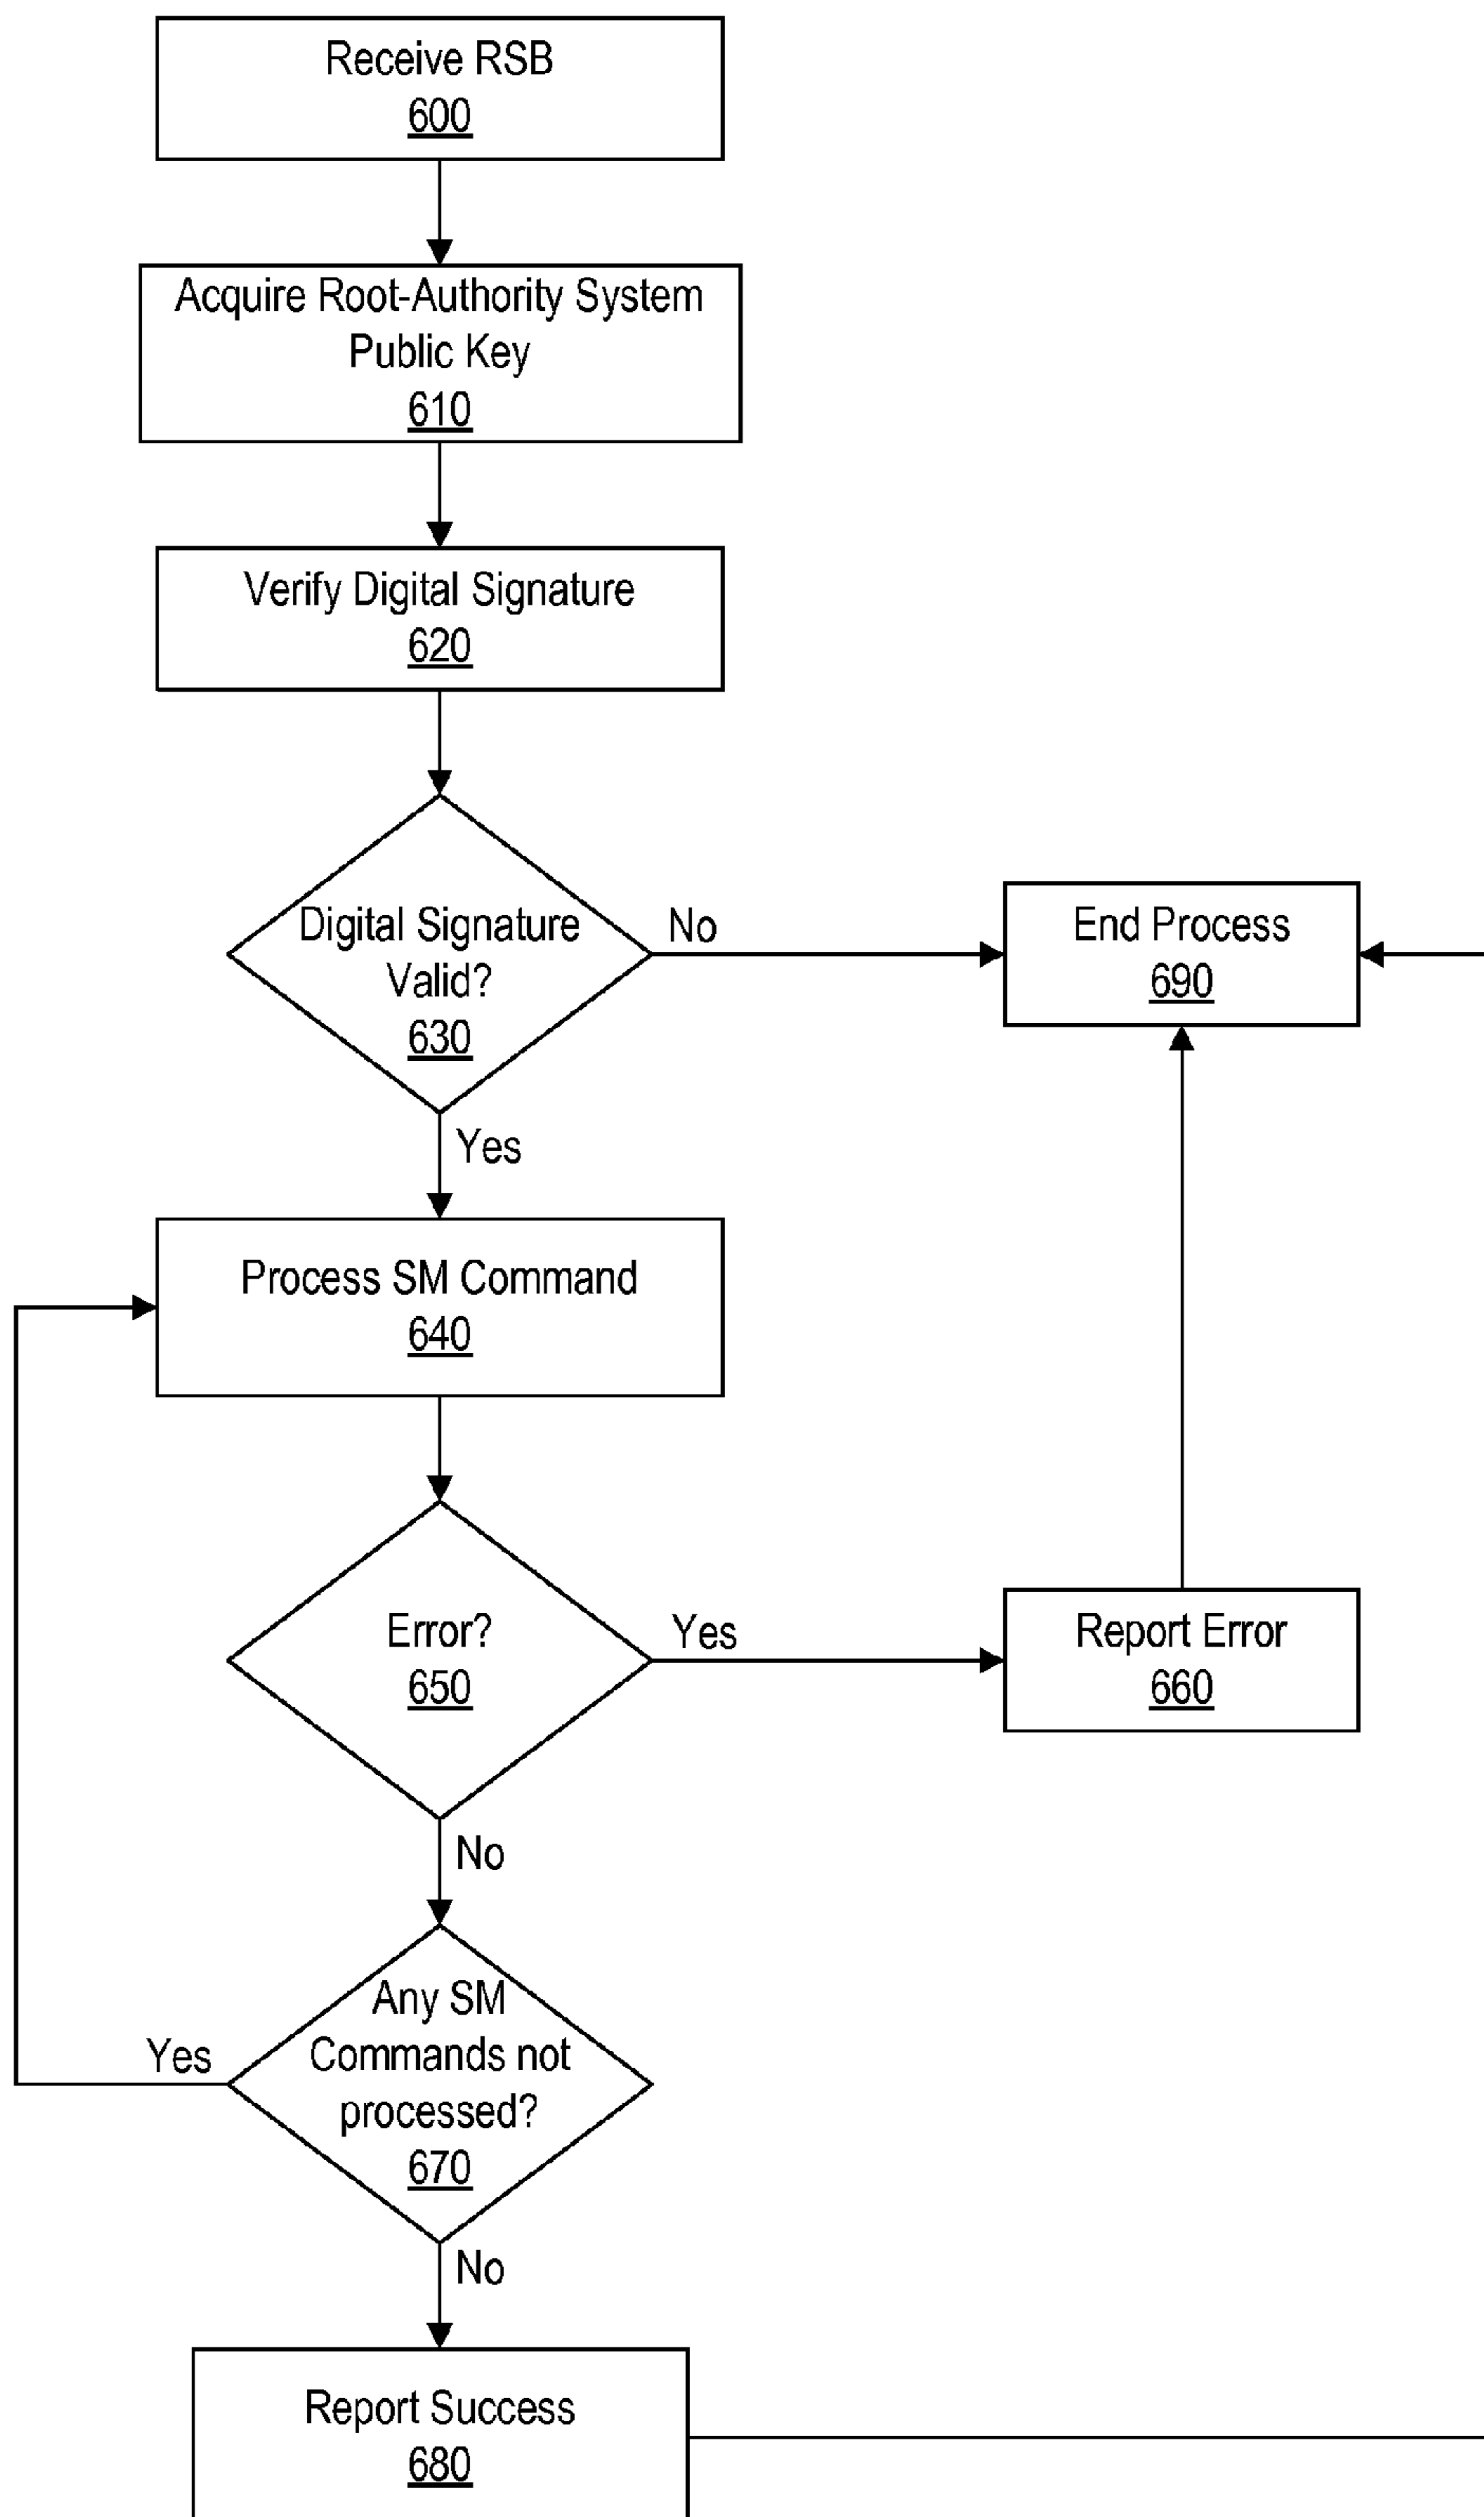 Receive RSB
600
Acquire Root-Authority System
Public Key
610
Verify Digital Signature
620
Digital Signature
Valid?
630
No
End Process
690
Yes
Process SM Command
640
Error?
650
Yes
Report Error
660
No
Any SM
Commands not
processed?
670
Yes
No
Report Success
680